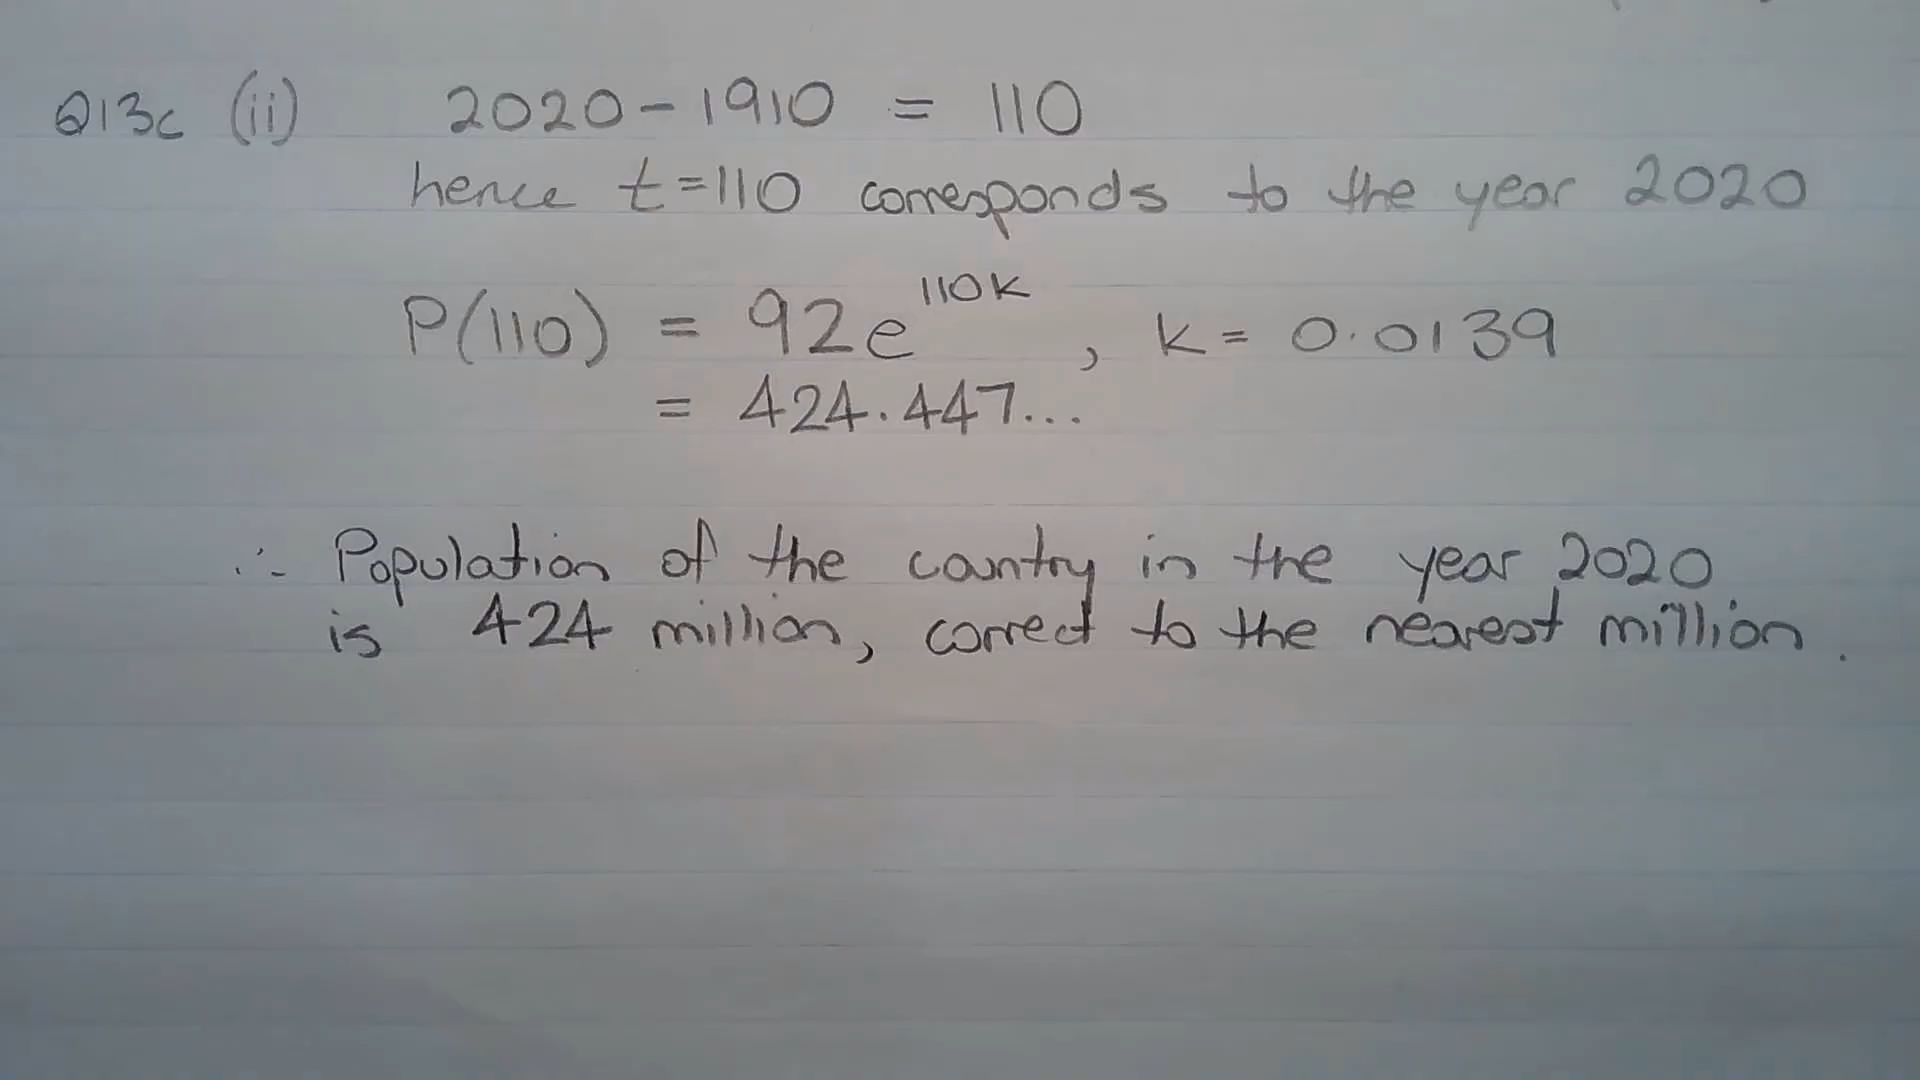 Q13c (ii) 2020 - 1910 = 110
hence t=110 corresponds to the year 2020
P(110) = 92e^110k, k = 0.0139
= 424.447...
∴ Population of the country in the year 2020
is 424 million, correct to the nearest million.